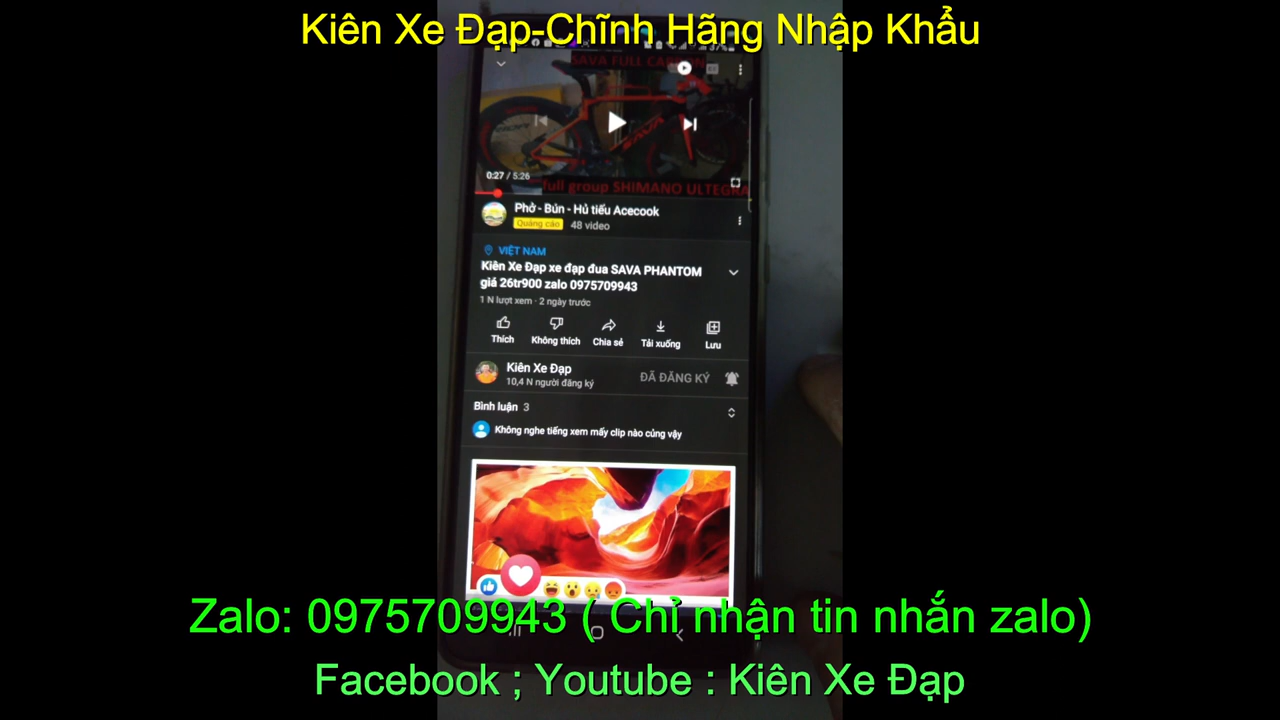 Kiên Xe Đạp-Chĩnh Hãng Nhập Khẩu
SAVA FULL CARBON
SAVA
0:27 / 5:26
full group SHIMANO ULTEGRA
Phở - Bún - Hủ tiếu Acecook
Quảng cáo 48 video
VIỆT NAM
Kiên Xe Đạp xe đạp đua SAVA PHANTOM
giá 26tr900 zalo 0975709943
1 N lượt xem · 2 ngày trước
Thích Không thích Chia sẻ Tải xuống Lưu
Kiên Xe Đạp
10,4 N người đăng ký
ĐÃ ĐĂNG KÝ
Bình luận 3
Không nghe tiếng xem mấy clip nào cũng vậy
Zalo: 0975709943 ( Chỉ nhận tin nhắn zalo)
Facebook ; Youtube : Kiên Xe Đạp